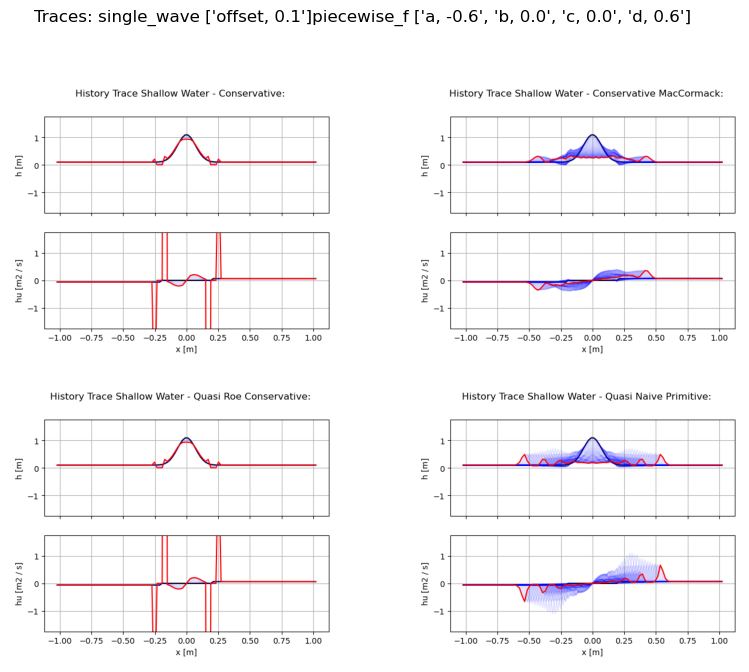 Traces: single_wave ['offset, 0.1']piecewise_f ['a, -0.6', 'b, 0.0', 'c, 0.0', 'd, 0.6']
History Trace Shallow Water - Conservative:
1
0
−1
h [m]
1
0
−1
hu [m2 / s]
−1.00 −0.75 −0.50 −0.25 0.00 0.25 0.50 0.75 1.00
x [m]
History Trace Shallow Water - Conservative MacCormack:
1
0
−1
h [m]
1
0
−1
hu [m2 / s]
−1.00 −0.75 −0.50 −0.25 0.00 0.25 0.50 0.75 1.00
x [m]
History Trace Shallow Water - Quasi Roe Conservative:
1
0
−1
h [m]
1
0
−1
hu [m2 / s]
−1.00 −0.75 −0.50 −0.25 0.00 0.25 0.50 0.75 1.00
x [m]
History Trace Shallow Water - Quasi Naive Primitive:
1
0
−1
h [m]
1
0
−1
hu [m2 / s]
−1.00 −0.75 −0.50 −0.25 0.00 0.25 0.50 0.75 1.00
x [m]